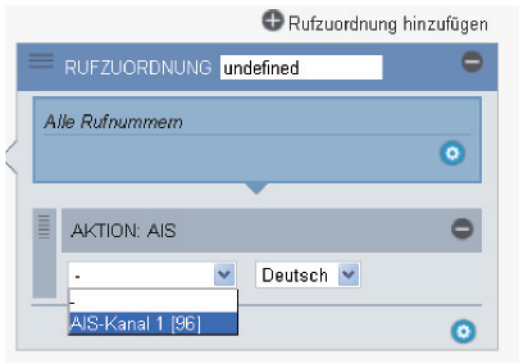 Rufzuordnung hinzufügen
RUFZUORDNUNG undefined
Alle Rufnummern
AKTION: AIS
- Deutsch
-
AIS-Kanal 1 [96]